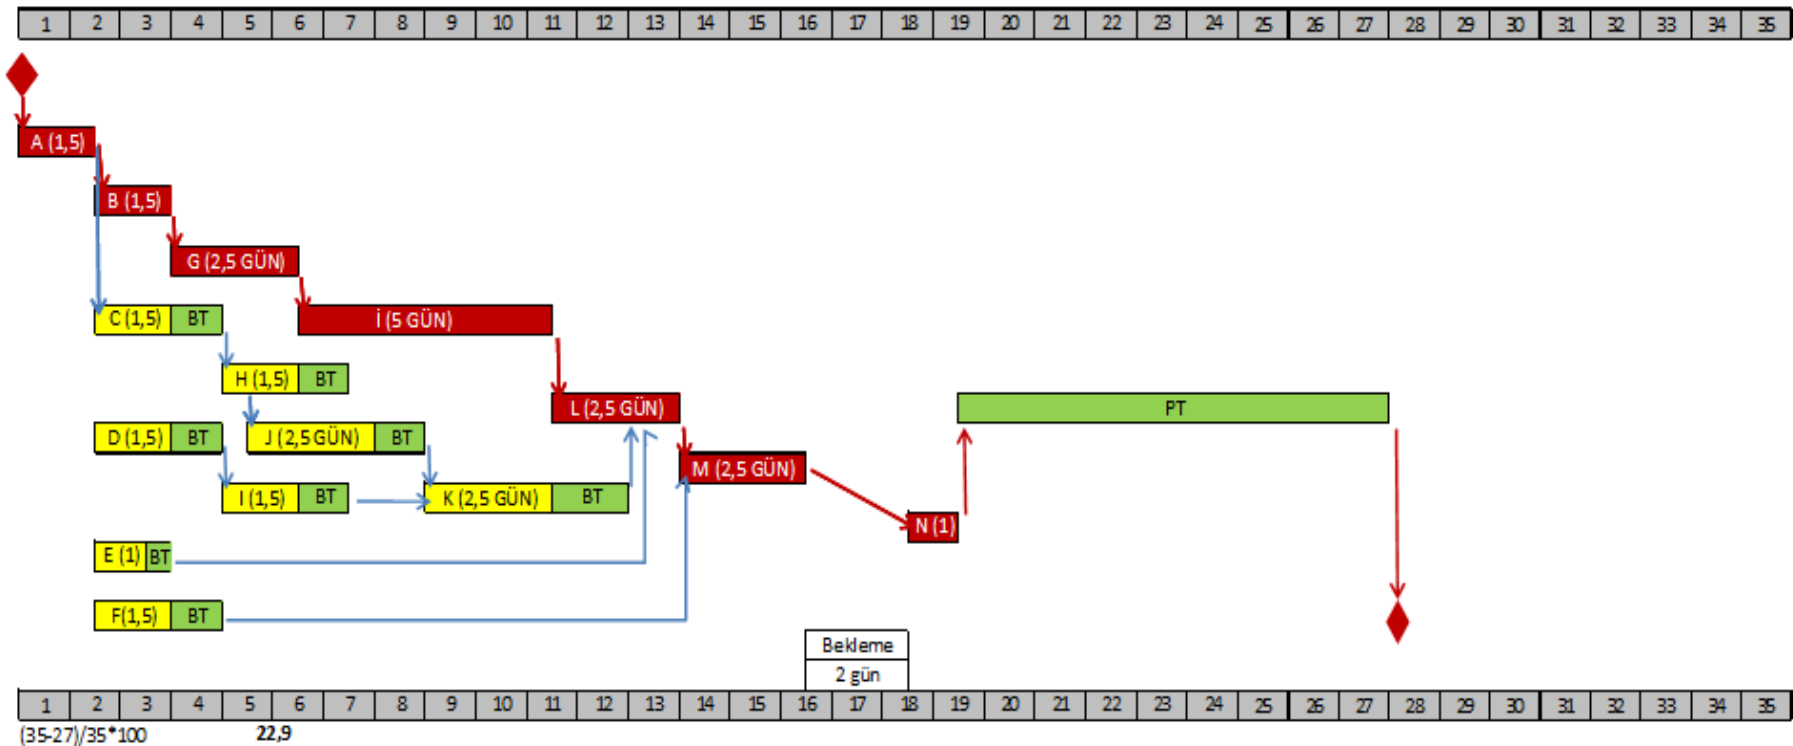 1 2 3 4 5 6 7 8 9 10 11 12 13 14 15 16 17 18 19 20 21 22 23 24 25 26 27 28 29 30 31 32 33 34 35
A (1,5)
B (1,5)
G (2,5 GÜN)
C (1,5) BT İ (5 GÜN)
H (1,5) BT
L (2,5 GÜN) PT
D (1,5) BT J (2,5 GÜN) BT
M (2,5 GÜN)
I (1,5) BT K (2,5 GÜN) BT
N (1)
E (1) BT
F(1,5) BT
Bekleme
2 gün
1 2 3 4 5 6 7 8 9 10 11 12 13 14 15 16 17 18 19 20 21 22 23 24 25 26 27 28 29 30 31 32 33 34 35
(35-27)/35*100 22,9